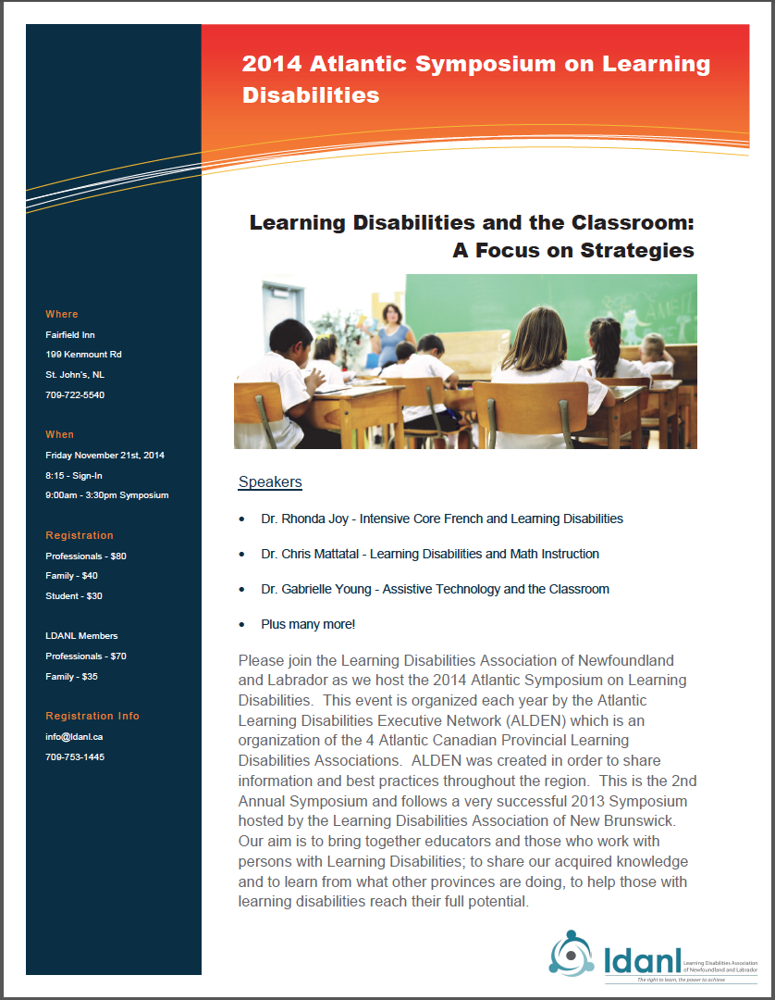 2014 Atlantic Symposium on Learning
Disabilities
Learning Disabilities and the Classroom:
A Focus on Strategies
Where
Fairfield Inn
199 Kenmount Rd
St. John's, NL
709-722-5540
When
Friday November 21st, 2014
8:15 - Sign-In
9:00am - 3:30pm Symposium
Registration
Professionals - $80
Family - $40
Student - $30
LDANL Members
Professionals - $70
Family - $35
Registration Info
info@ldanl.ca
709-753-1445
Speakers
• Dr. Rhonda Joy - Intensive Core French and Learning Disabilities
• Dr. Chris Mattatal - Learning Disabilities and Math Instruction
• Dr. Gabrielle Young - Assistive Technology and the Classroom
• Plus many more!
Please join the Learning Disabilities Association of Newfoundland
and Labrador as we host the 2014 Atlantic Symposium on Learning
Disabilities.  This event is organized each year by the Atlantic
Learning Disabilities Executive Network (ALDEN) which is an
organization of the 4 Atlantic Canadian Provincial Learning
Disabilities Associations.  ALDEN was created in order to share
information and best practices throughout the region.  This is the 2nd
Annual Symposium and follows a very successful 2013 Symposium
hosted by the Learning Disabilities Association of New Brunswick.
Our aim is to bring together educators and those who work with
persons with Learning Disabilities; to share our acquired knowledge
and to learn from what other provinces are doing, to help those with
learning disabilities reach their full potential.
ldanl
Learning Disabilities Association
of Newfoundland and Labrador
The right to learn, the power to achieve